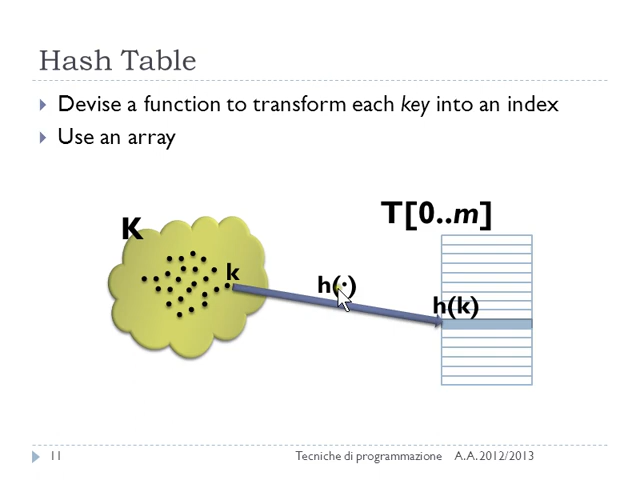 Hash Table
Devise a function to transform each key into an index
Use an array
T[0..m]
K
k
h(·)
h(k)
11
Tecniche di programmazione A.A. 2012/2013